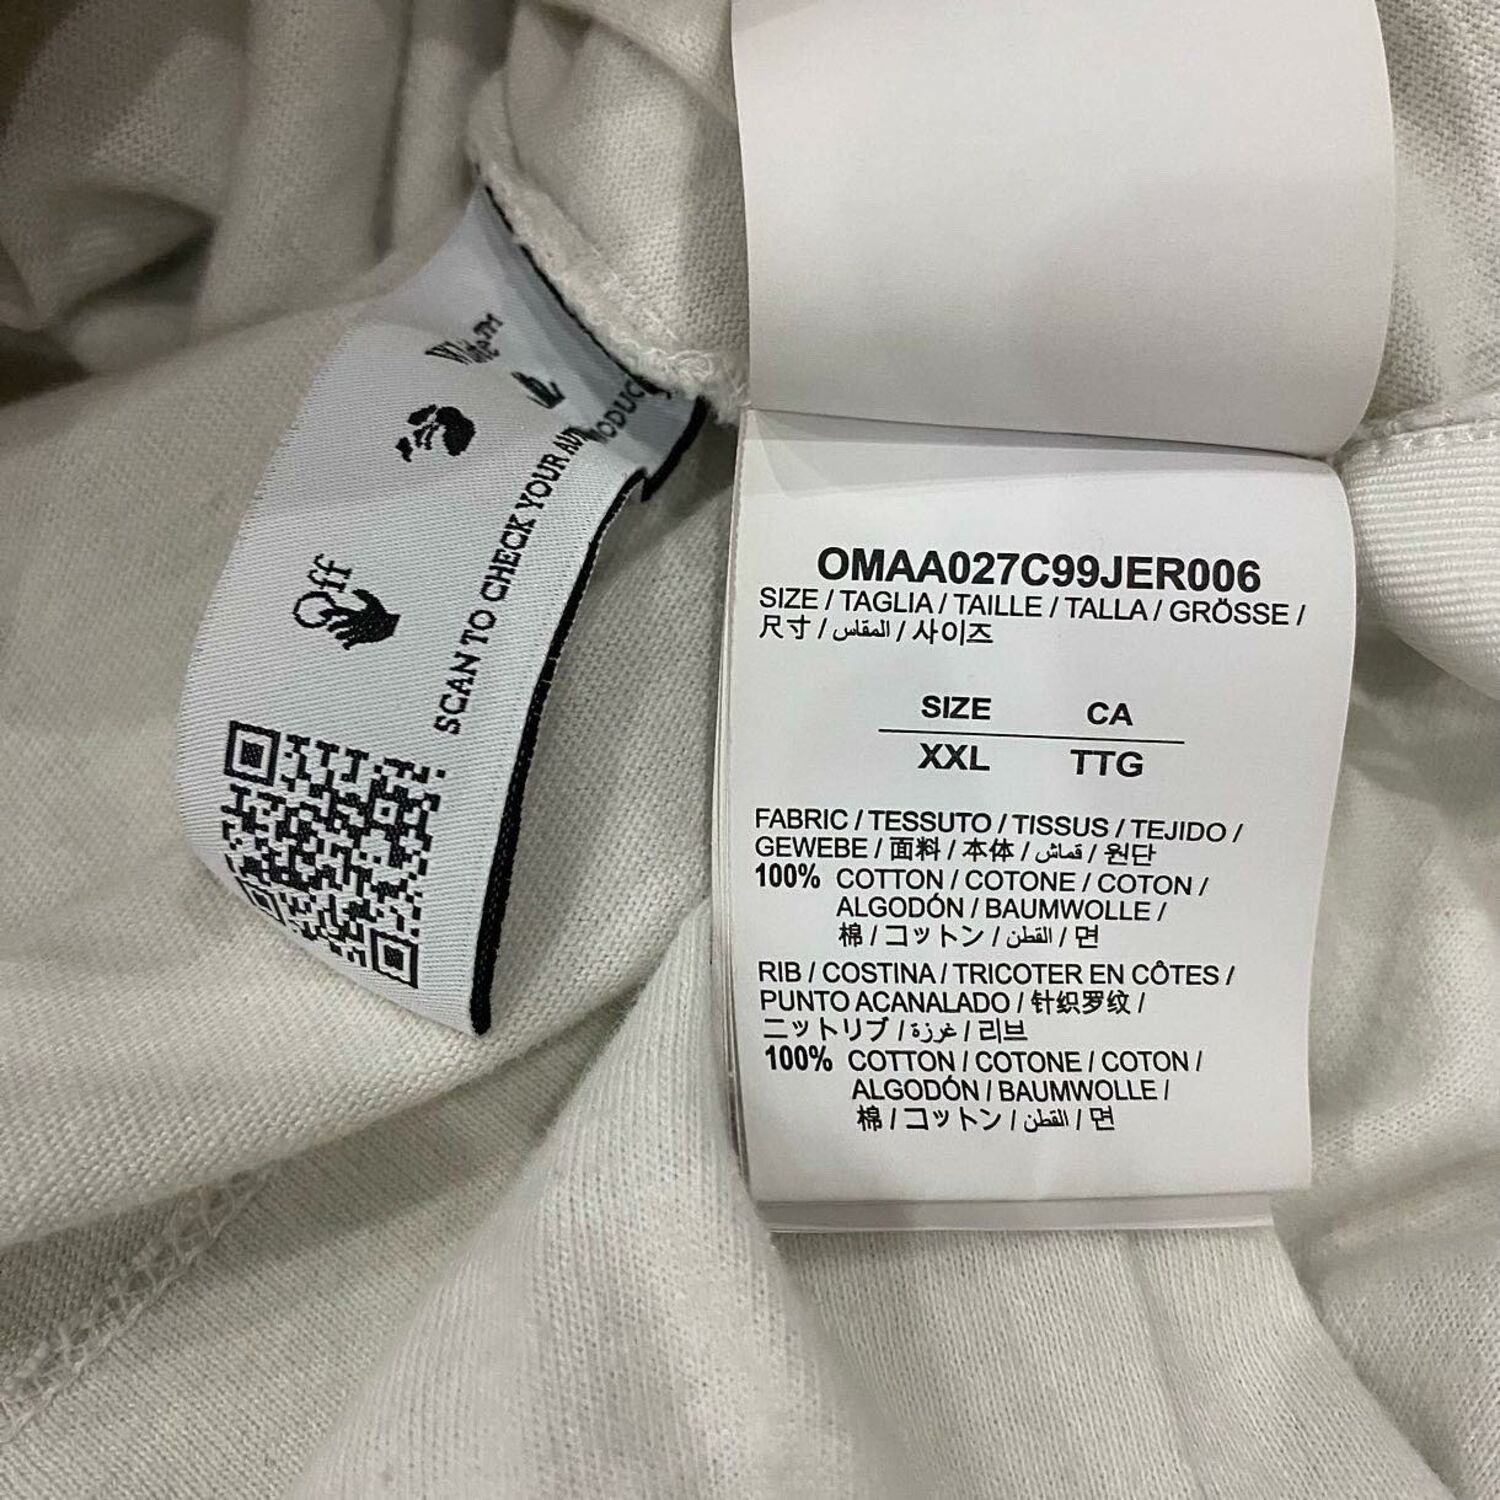 Off
White™
SCAN TO CHECK YOUR
OMAA027C99JER006
SIZE / TAGLIA / TAILLE / TALLA / GRÖSSE /
尺寸 / المقاس / 사이즈
SIZE CA
XXL TTG
FABRIC / TESSUTO / TISSUS / TEJIDO /
GEWEBE / 面料 / 本体 / قماش / 원단
100% COTTON / COTONE / COTON /
ALGODÓN / BAUMWOLLE /
棉 / コットン / القطن / 면
RIB / COSTINA / TRICOTER EN CÔTES /
PUNTO ACANALADO / 针织罗纹 /
ニットリブ / غرزة / 리브
100% COTTON / COTONE / COTON /
ALGODÓN / BAUMWOLLE /
棉 / コットン / القطن / 면